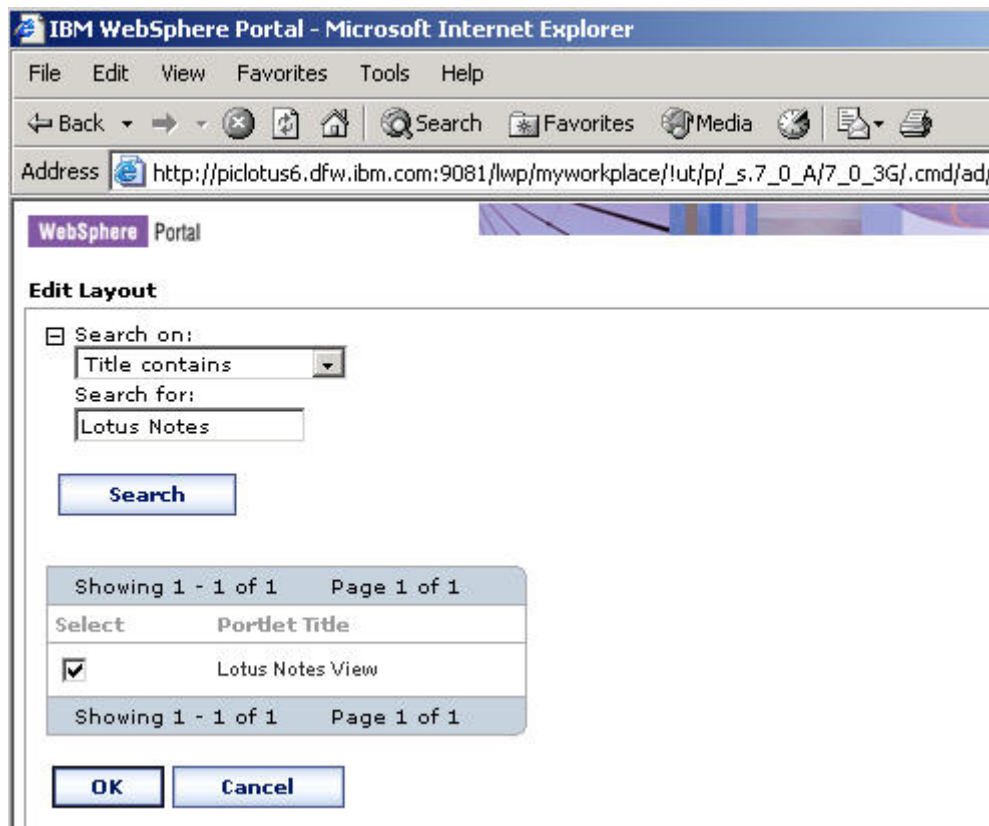 IBM WebSphere Portal - Microsoft Internet Explorer
File Edit View Favorites Tools Help
Back Search Favorites Media
Address http://piclotus6.dfw.ibm.com:9081/lwp/myworkplace/!ut/p/_s.7_0_A/7_0_3G/.cmd/ad/
WebSphere Portal
Edit Layout
Search on:
Title contains
Search for:
Lotus Notes
Search
Showing 1 - 1 of 1 Page 1 of 1
Select Portlet Title
Lotus Notes View
Showing 1 - 1 of 1 Page 1 of 1
OK Cancel